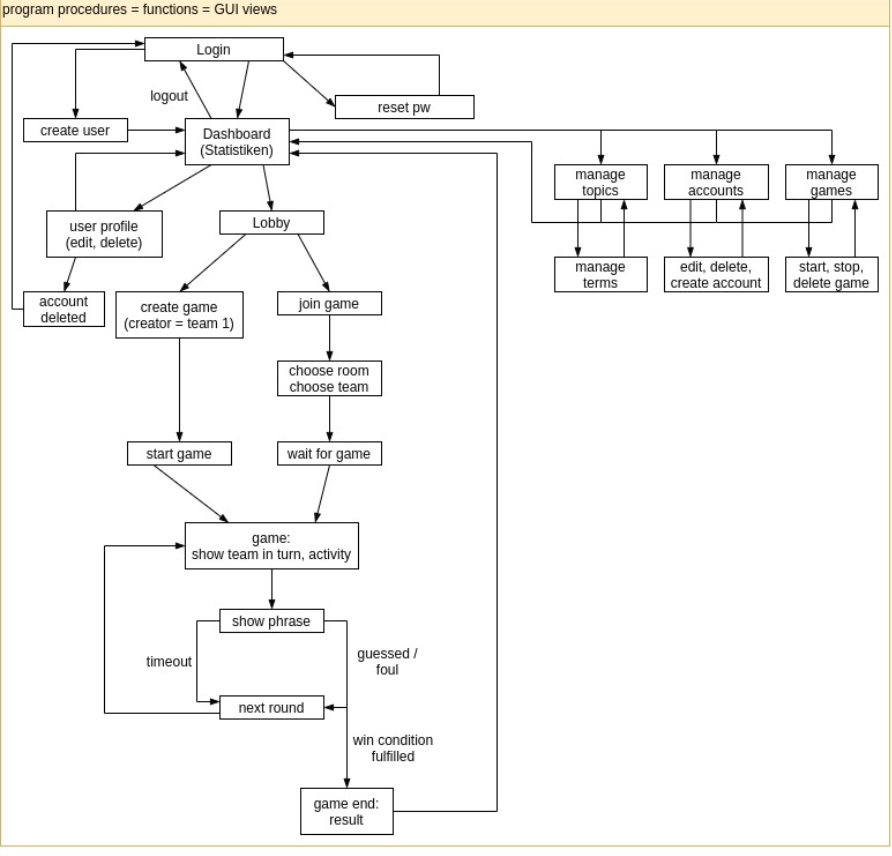 program procedures = functions = GUI views
Login
logout
reset pw
create user
Dashboard
(Statistiken)
manage
topics
manage
accounts
manage
games
user profile
(edit, delete)
Lobby
manage
terms
edit, delete,
create account
start, stop,
delete game
account
deleted
create game
(creator = team 1)
join game
choose room
choose team
start game
wait for game
game:
show team in turn, activity
show phrase
timeout
guessed /
foul
next round
win condition
fulfilled
game end:
result